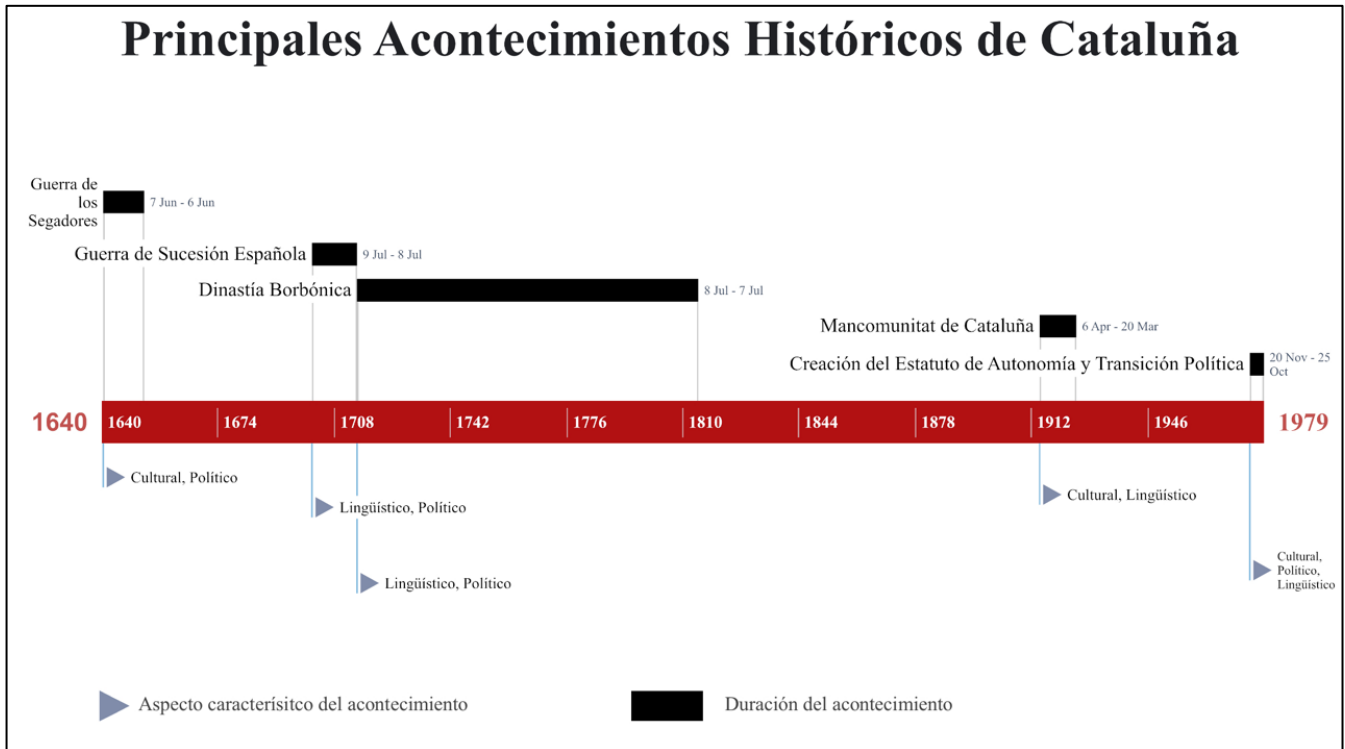 Principales Acontecimientos Históricos de Cataluña
Guerra de
los
Segadores
7 Jun - 6 Jun
Guerra de Sucesión Española
9 Jul - 8 Jul
Dinastía Borbónica
8 Jul - 7 Jul
Mancomunitat de Cataluña
6 Apr - 20 Mar
Creación del Estatuto de Autonomía y Transición Política
20 Nov - 25
Oct
1640
1640 1674 1708 1742 1776 1810 1844 1878 1912 1946
1979
Cultural, Político
Lingüístico, Político
Lingüístico, Político
Cultural, Lingüístico
Cultural,
Político,
Lingüístico
Aspecto caracterísitco del acontecimiento
Duración del acontecimiento